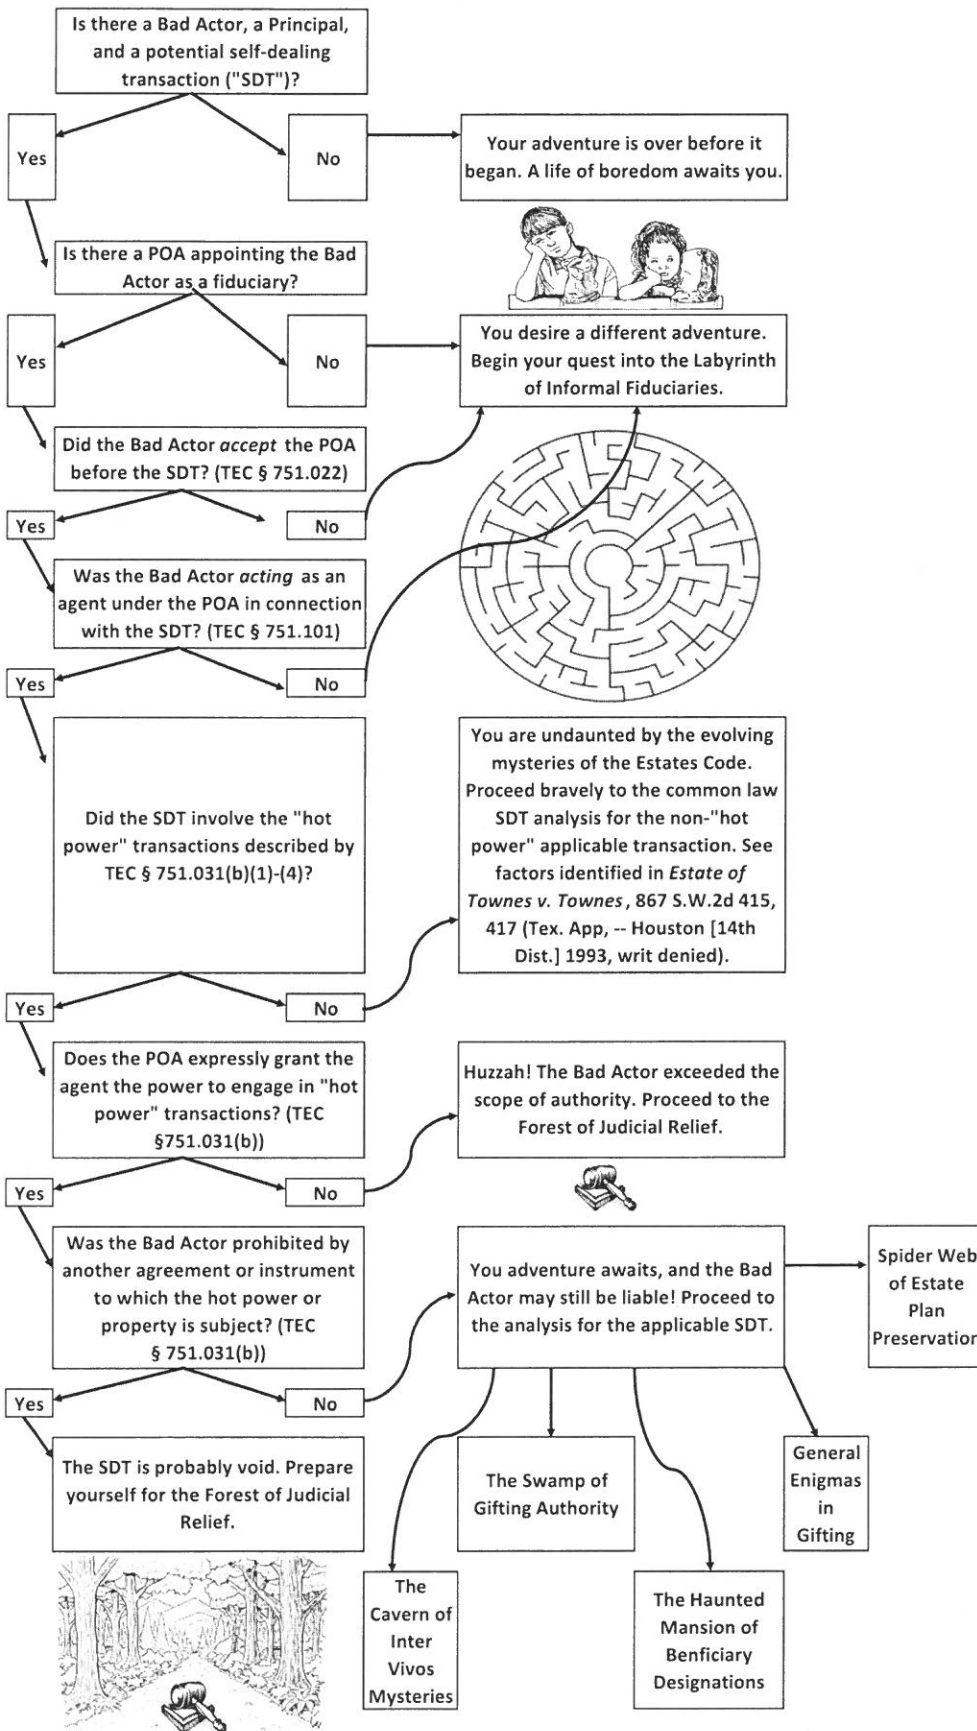 Is there a Bad Actor, a Principal,
and a potential self-dealing
transaction ("SDT")?
Yes
No
Your adventure is over before it
began. A life of boredom awaits you.
Is there a POA appointing the Bad
Actor as a fiduciary?
Yes
No
You desire a different adventure.
Begin your quest into the Labyrinth
of Informal Fiduciaries.
Did the Bad Actor accept the POA
before the SDT? (TEC § 751.022)
Yes
No
Was the Bad Actor acting as an
agent under the POA in connection
with the SDT? (TEC § 751.101)
Yes
No
Did the SDT involve the "hot
power" transactions described by
TEC § 751.031(b)(1)-(4)?
You are undaunted by the evolving
mysteries of the Estates Code.
Proceed bravely to the common law
SDT analysis for the non-"hot
power" applicable transaction. See
factors identified in Estate of
Townes v. Townes, 867 S.W.2d 415,
417 (Tex. App, -- Houston [14th
Dist.] 1993, writ denied).
Yes
No
Does the POA expressly grant the
agent the power to engage in "hot
power" transactions? (TEC
§751.031(b))
Huzzah! The Bad Actor exceeded the
scope of authority. Proceed to the
Forest of Judicial Relief.
Yes
No
Was the Bad Actor prohibited by
another agreement or instrument
to which the hot power or
property is subject? (TEC
§ 751.031(b))
You adventure awaits, and the Bad
Actor may still be liable! Proceed to
the analysis for the applicable SDT.
Spider Web
of Estate
Plan
Preservation
Yes
No
The SDT is probably void. Prepare
yourself for the Forest of Judicial
Relief.
The Swamp of
Gifting Authority
General
Enigmas
in
Gifting
The
Cavern of
Inter
Vivos
Mysteries
The Haunted
Mansion of
Benficiary
Designations